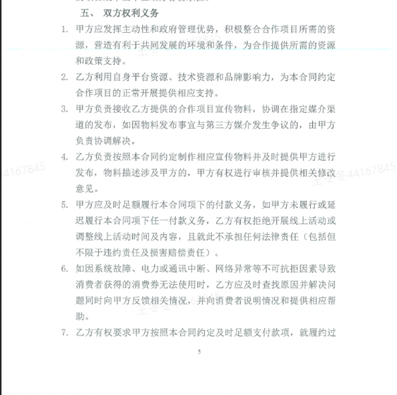 五、 双方权利义务
1. 甲方应发挥主动性和政府管理优势，积极整合合作项目所需的资
源，营造有利于共同发展的环境和条件，为合作提供所需的资源
和政策支持。
2. 乙方利用自身平台资源、技术资源和品牌影响力，为本合同约定
合作项目的正常开展提供相应支持。
3. 甲方负责接收乙方提供的合作项目宣传物料，协调在指定媒介渠
道的发布，如因物料发布事宜与第三方媒介发生争议的，由甲方
负责协调解决。
4. 乙方负责按照本合同约定制作相应宣传物料并及时提供甲方进行
发布，物料描述涉及甲方的，甲方有权进行审核并提供相关修改
意见。
5. 甲方应及时足额履行本合同项下的付款义务，如甲方未履行或延
迟履行本合同项下任一付款义务，乙方有权拒绝开展线上活动或
调整线上活动时间及内容，且就此不承担任何法律责任（包括但
不限于违约责任及损害赔偿责任）。
6. 如因系统故障、电力或通讯中断、网络异常等不可抗拒因素导致
消费者获得的消费券无法使用时，乙方应及时查找原因并解决问
题同时向甲方反馈相关情况，并向消费者说明情况和提供相应帮
助。
7. 乙方有权要求甲方按照本合同约定及时足额支付款项，就履约过
5
44167845
44167845